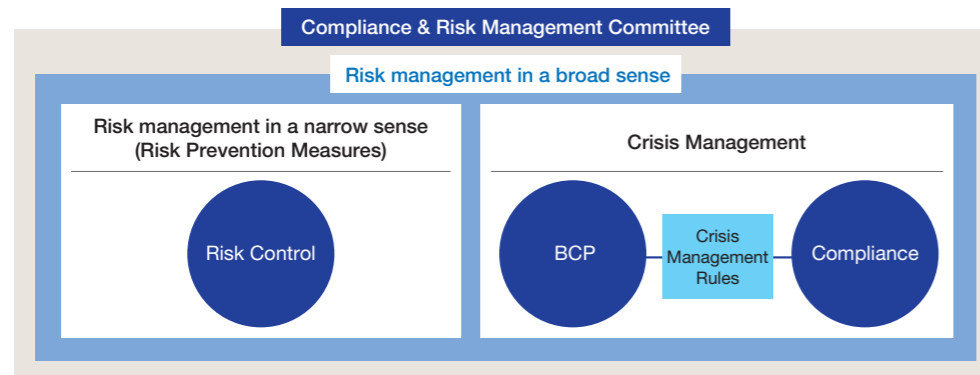 Compliance & Risk Management Committee
Risk management in a broad sense
Risk management in a narrow sense
(Risk Prevention Measures)
Risk Control
Crisis Management
BCP
Crisis
Management
Rules
Compliance